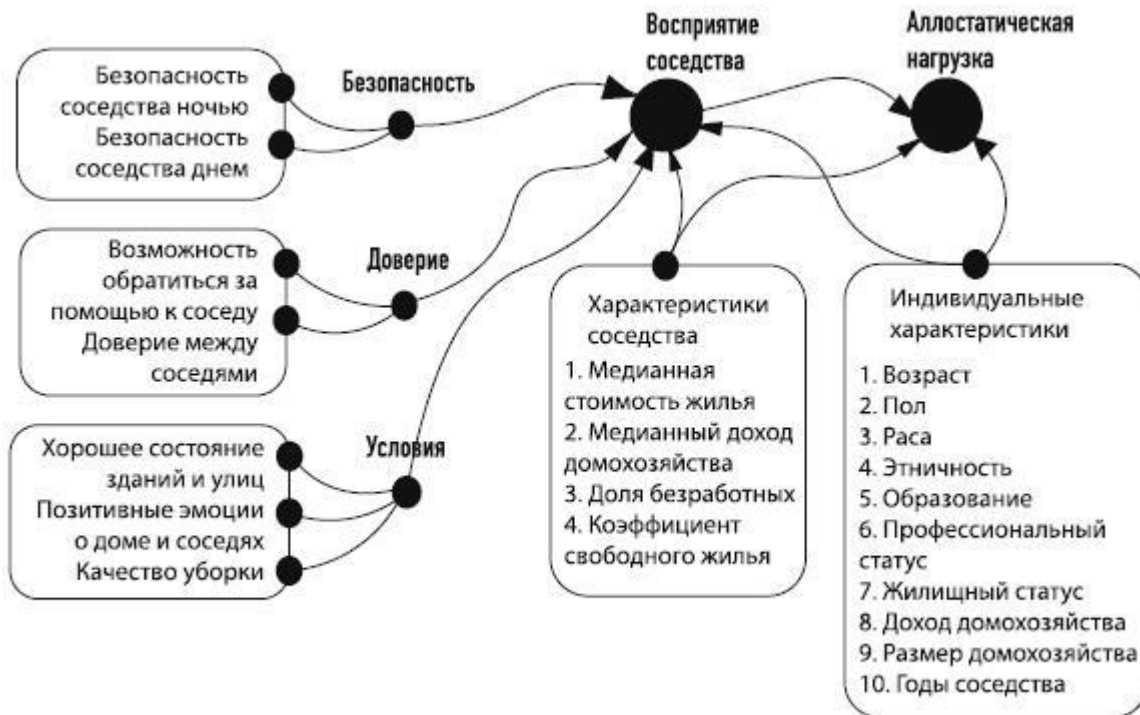 Безопасность
соседства ночью
Безопасность
соседства днем
Безопасность
Восприятие
соседства
Аллостатическая
нагрузка
Возможность
обратиться за
помощью к соседу
Доверие между
соседями
Доверие
Хорошее состояние
зданий и улиц
Позитивные эмоции
о доме и соседях
Качество уборки
Условия
Характеристики
соседства
1. Медианная
стоимость жилья
2. Медианный доход
домохозяйства
3. Доля безработных
4. Коэффициент
свободного жилья
Индивидуальные
характеристики
1. Возраст
2. Пол
3. Раса
4. Этничность
5. Образование
6. Профессиональный
статус
7. Жилищный статус
8. Доход домохозяйства
9. Размер домохозяйства
10. Годы соседства